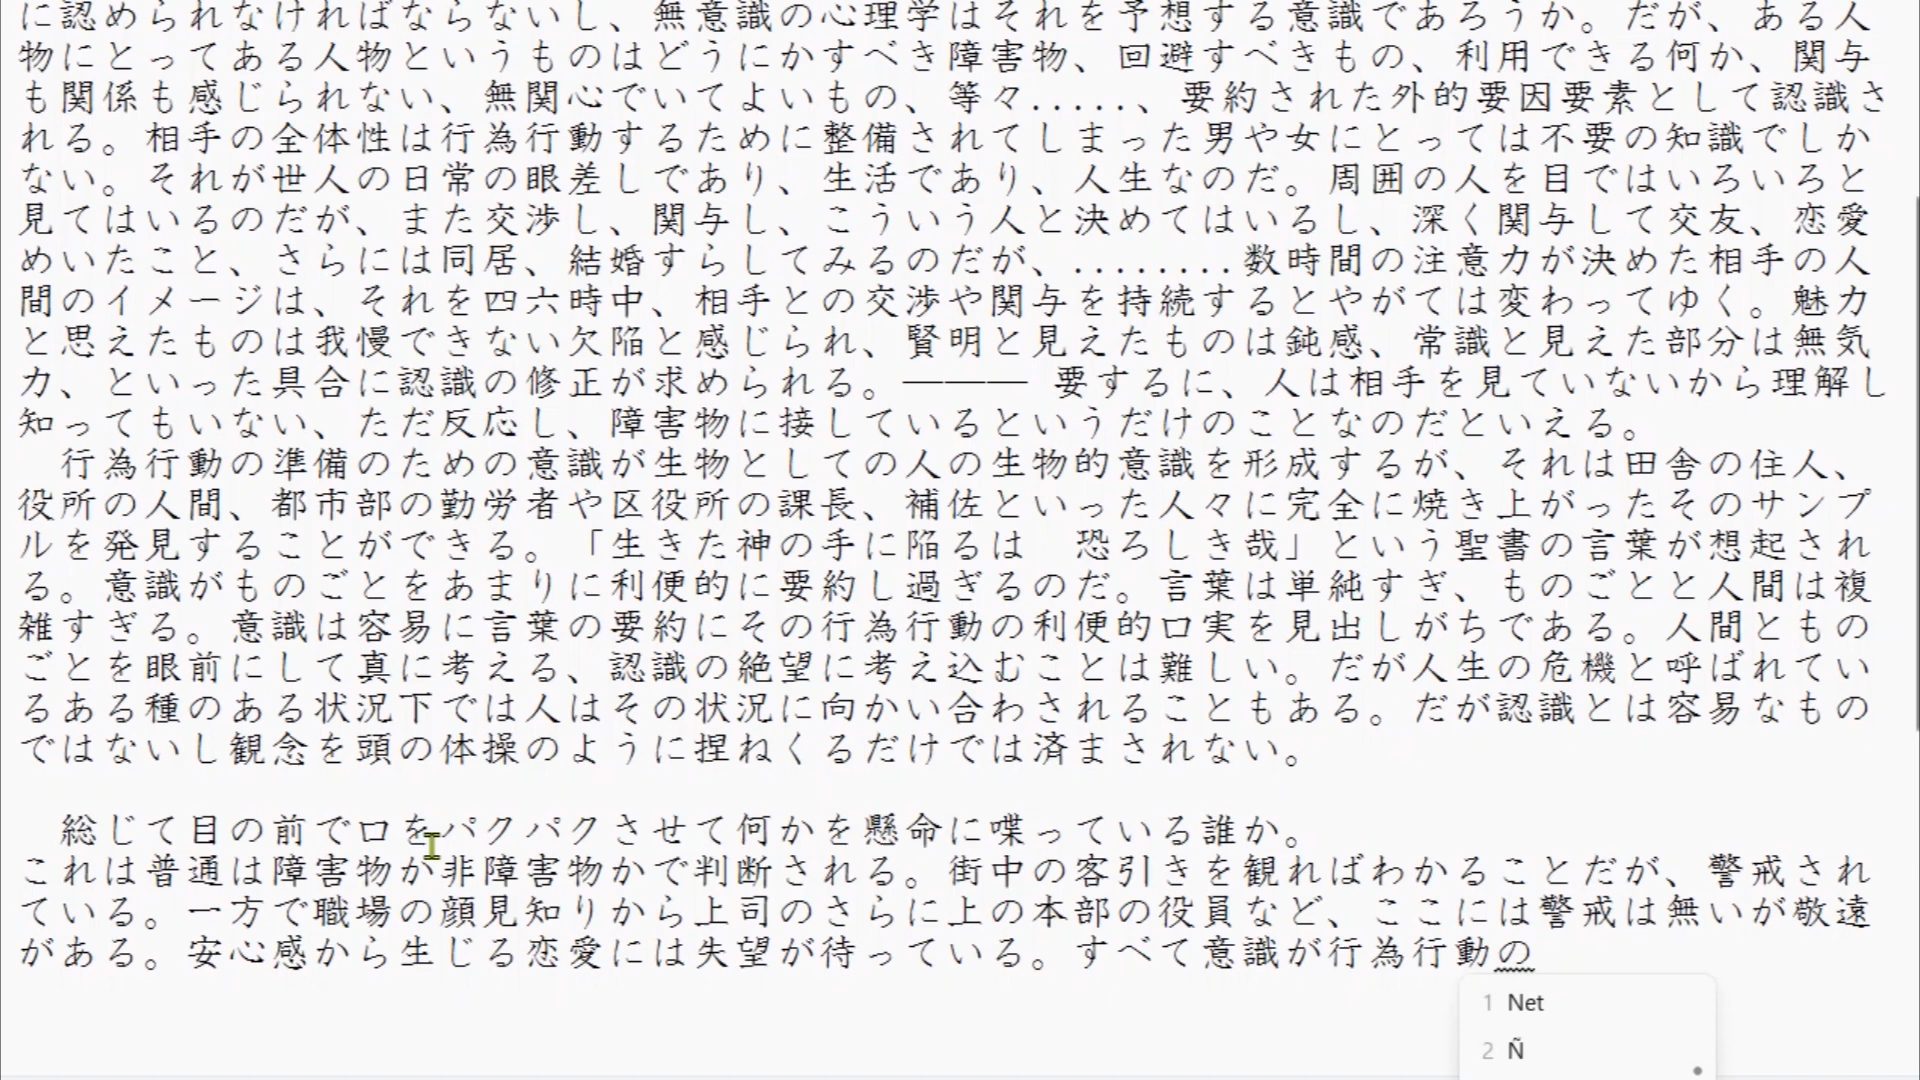 に認められなければならないし、無意識の心理学はそれを予想する意識であろうか。だが、ある人
物にとってある人物というものはどうにかすべき障害物、回避すべきもの、利用できる何か、関与
も関係も感じられない、無関心でいてよいもの、等々.....、要約された外的要因要素として認識さ
れる。相手の全体性は行為行動するために整備されてしまった男や女にとっては不要の知識でしか
ない。それが世人の日常の眼差しであり、生活であり、人生なのだ。周囲の人を目ではいろいろと
見てはいるのだが、また交渉し、関与し、こういう人と決めてはいるし、深く関与して交友、恋愛
めいたこと、さらには同居、結婚すらしてみるのだが、........数時間の注意力が決めた相手の人
間のイメージは、それを四六時中、相手との交渉や関与を持続するとやがては変わってゆく。魅力
と思えたものは我慢できない欠陥と感じられ、賢明と見えたものは鈍感、常識と見えた部分は無気
力、といった具合に認識の修正が求められる。――― 要するに、人は相手を見ていないから理解し
知ってもいない、ただ反応し、障害物に接しているというだけのことなのだといえる。
　行為行動の準備のための意識が生物としての人の生物的意識を形成するが、それは田舎の住人、
役所の人間、都市部の勤労者や区役所の課長、補佐といった人々に完全に焼き上がったそのサンプ
ルを発見することができる。「生きた神の手に陥るは　恐ろしき哉」という聖書の言葉が想起され
る。意識がものごとをあまりに利便的に要約し過ぎるのだ。言葉は単純すぎ、ものごとと人間は複
雑すぎる。意識は容易に言葉の要約にその行為行動の利便的口実を見出しがちである。人間ともの
ごとを眼前にして真に考える、認識の絶望に考え込むことは難しい。だが人生の危機と呼ばれてい
るある種のある状況下では人はその状況に向かい合わされることもある。だが認識とは容易なもの
ではないし観念を頭の体操のように捏ねくるだけでは済まされない。
　総じて目の前で口をパクパクさせて何かを懸命に喋っている誰か。
これは普通は障害物か非障害物かで判断される。街中の客引きを観ればわかることだが、警戒され
ている。一方で職場の顔見知りから上司のさらに上の本部の役員など、ここには警戒は無いが敬遠
がある。安心感から生じる恋愛には失望が待っている。すべて意識が行為行動の
1 Net
2 Ñ